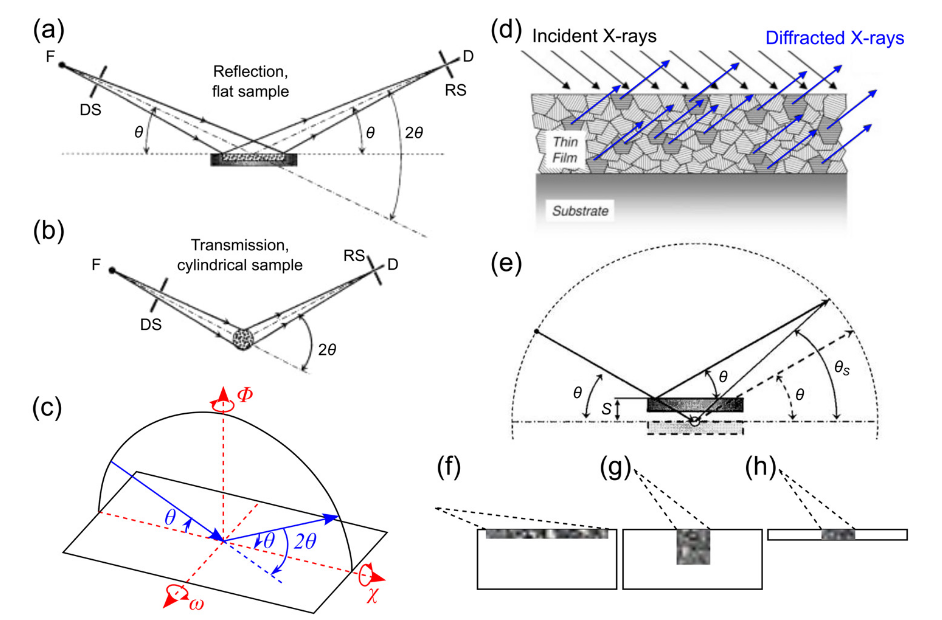 (a)
F
DS
θ
Reflection,
flat sample
θ
2θ
D
RS
(b)
Transmission,
cylindrical sample
F
DS
RS
D
2θ
(c)
Φ
θ
θ
2θ
ω
χ
(d)
Incident X-rays
Diffracted X-rays
Thin
Film
Substrate
(e)
θ
S
θ
θ
θS
(f)
(g)
(h)